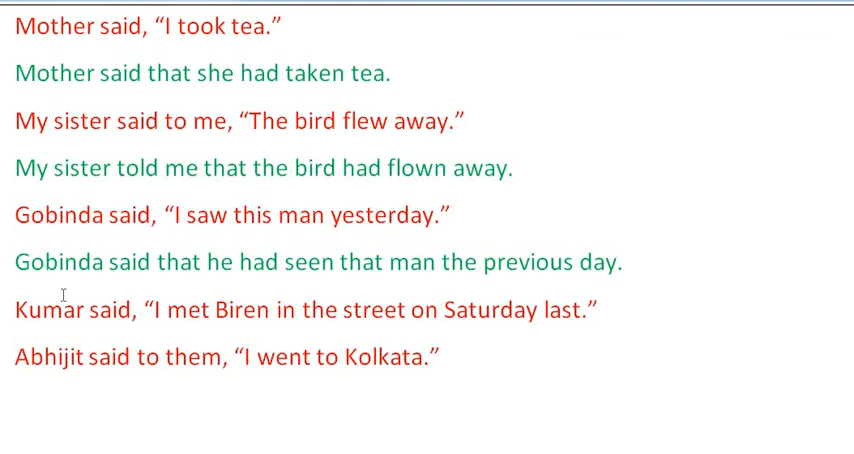 Mother said, “I took tea.”
Mother said that she had taken tea.
My sister said to me, “The bird flew away.”
My sister told me that the bird had flown away.
Gobinda said, “I saw this man yesterday.”
Gobinda said that he had seen that man the previous day.
Kumar said, “I met Biren in the street on Saturday last.”
Abhijit said to them, “I went to Kolkata.”